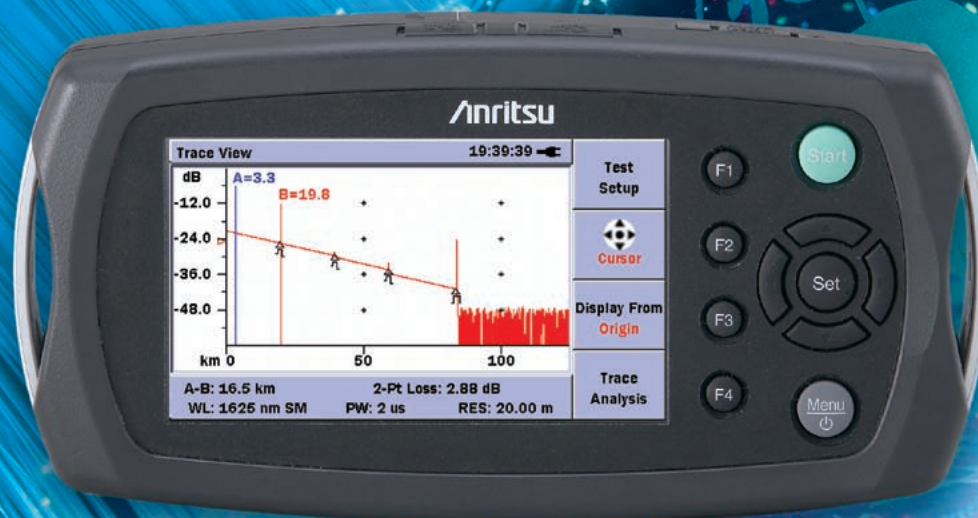 Anritsu
Trace View 19:39:39
dB A=3.3
B=19.8
-12.0
-24.0
-36.0
-48.0
km 0 50 100
A-B: 16.5 km 2-Pt Loss: 2.88 dB
WL: 1625 nm SM PW: 2 us RES: 20.00 m
Test
Setup
Cursor
Display From
Origin
Trace
Analysis
F1
F2
F3
F4
Start
Set
Menu